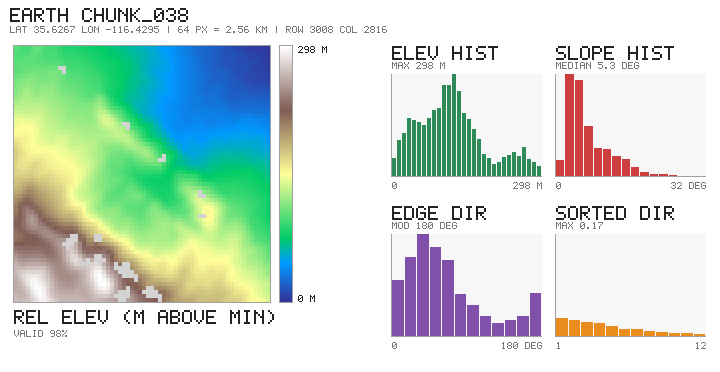 EARTH CHUNK_038
LAT 35.6267 LON -116.4295 | 64 PX = 2.56 KM | ROW 3008 COL 2816
298 M
0 M
REL ELEV (M ABOVE MIN)
VALID 98%
ELEV HIST
MAX 298 M
0 298 M
SLOPE HIST
MEDIAN 5.3 DEG
0 32 DEG
EDGE DIR
MOD 180 DEG
0 180 DEG
SORTED DIR
MAX 0.17
1 12